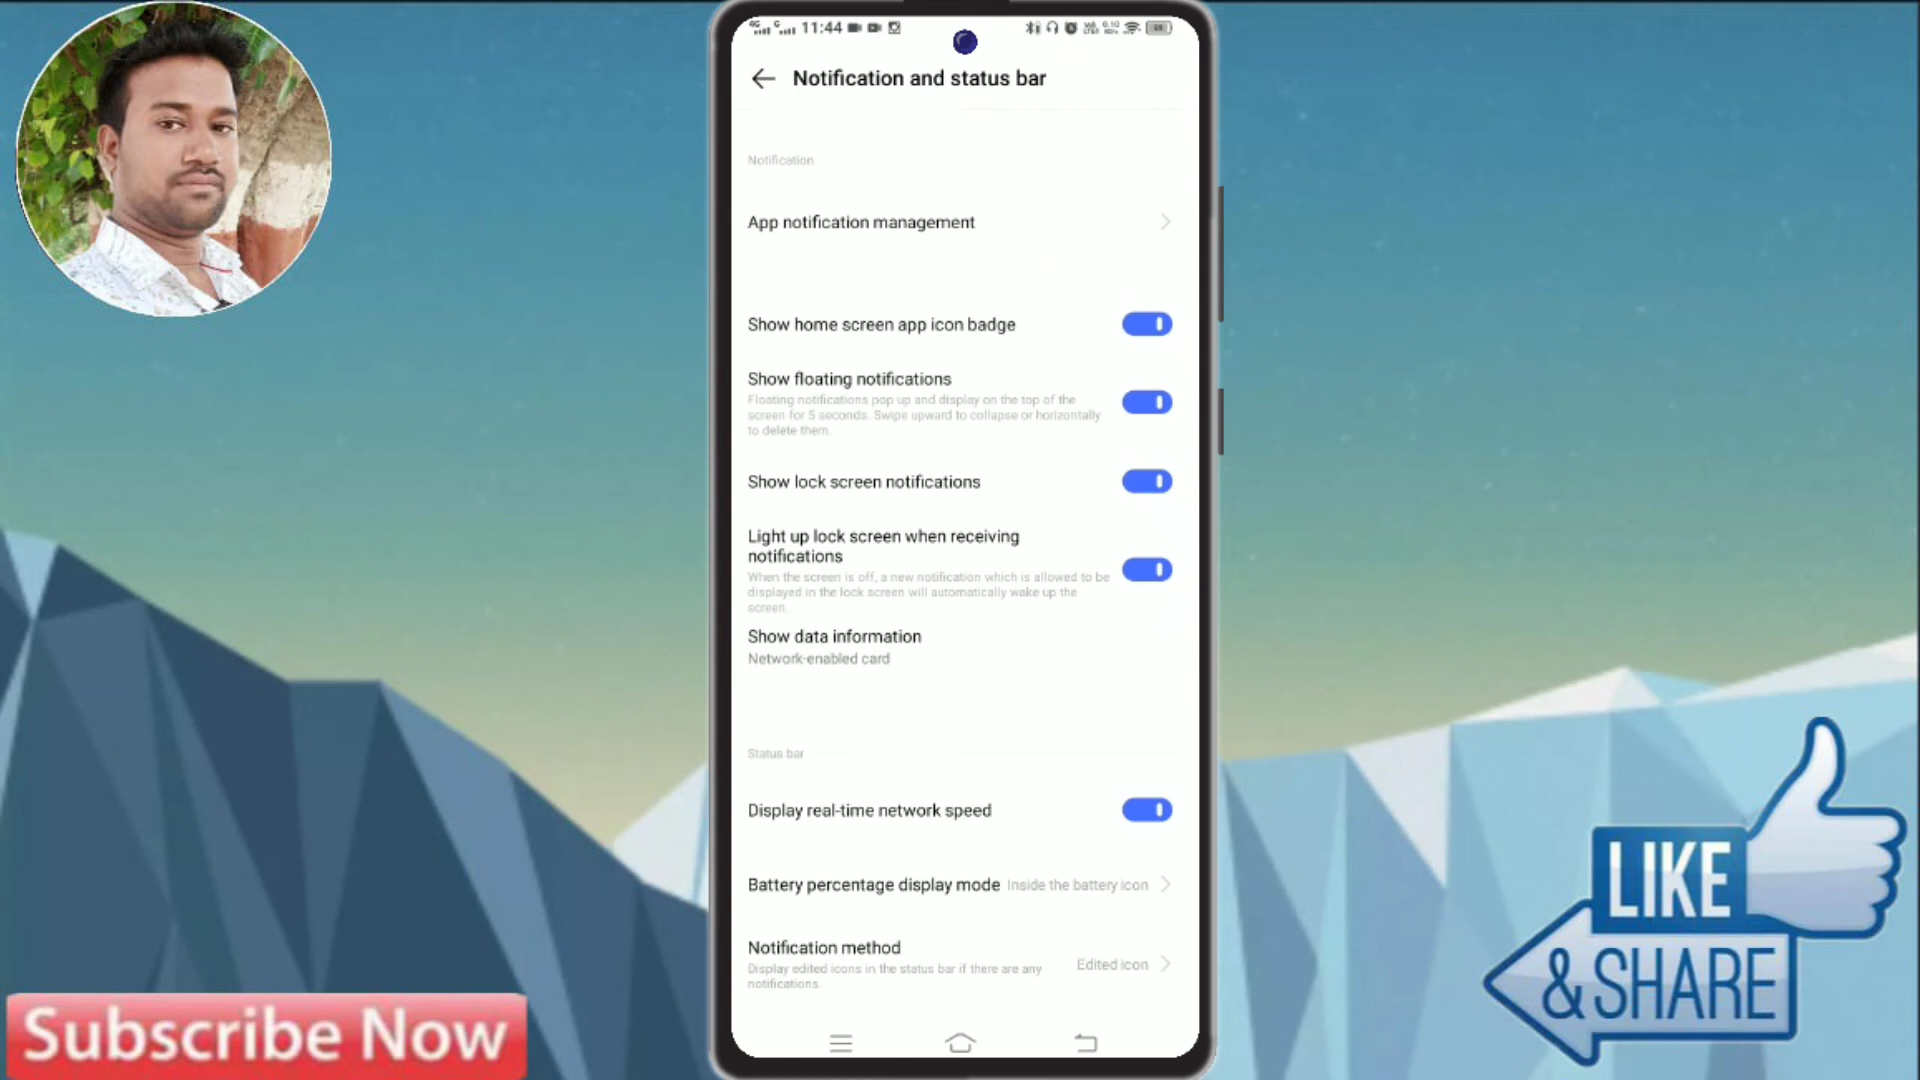 11:44
Notification and status bar
Notification
App notification management
Show home screen app icon badge
Show floating notifications
Floating notifications pop up and display on the top of the
screen for 5 seconds. Swipe upward to collapse or horizontally
to delete them.
Show lock screen notifications
Light up lock screen when receiving
notifications
When the screen is off, a new notification which is allowed to be
displayed in the lock screen will automatically wake up the
screen.
Show data information
Network-enabled card
Status bar
Display real-time network speed
Battery percentage display mode Inside the battery icon
Notification method
Display edited icons in the status bar if there are any
notifications.
Edited icon
Subscribe Now
LIKE
&SHARE